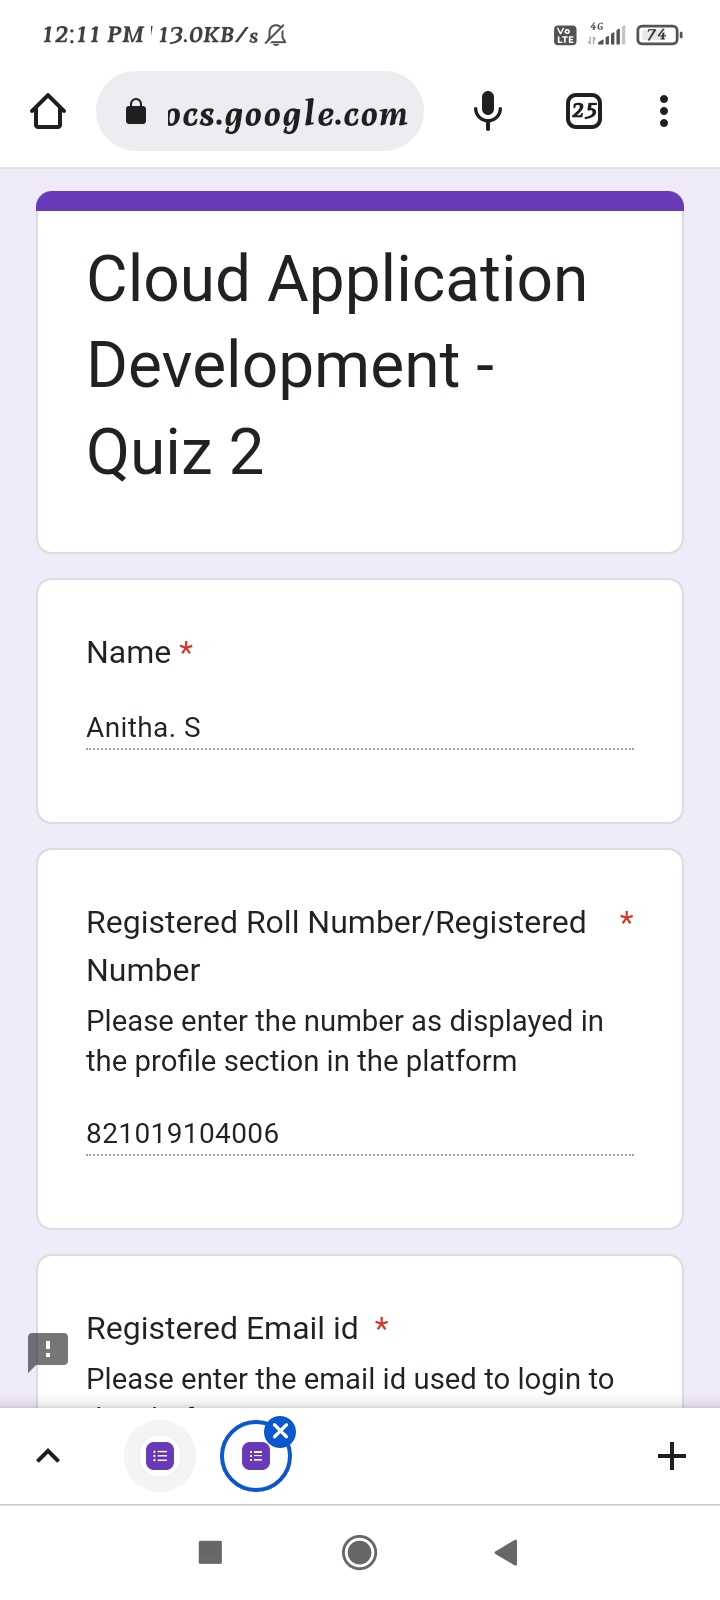 12:11 PM | 13.0KB/s
Vo LTE 4G 74
ocs.google.com
25
Cloud Application
Development -
Quiz 2
Name *
Anitha. S
Registered Roll Number/Registered *
Number
Please enter the number as displayed in
the profile section in the platform
821019104006
Registered Email id *
Please enter the email id used to login to